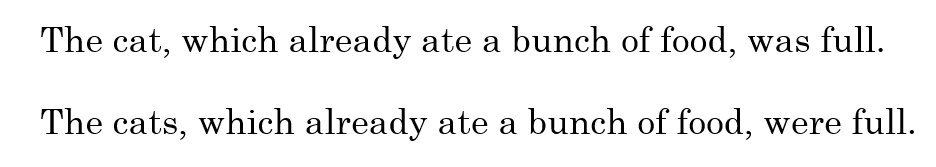 The cat, which already ate a bunch of food, was full.
The cats, which already ate a bunch of food, were full.